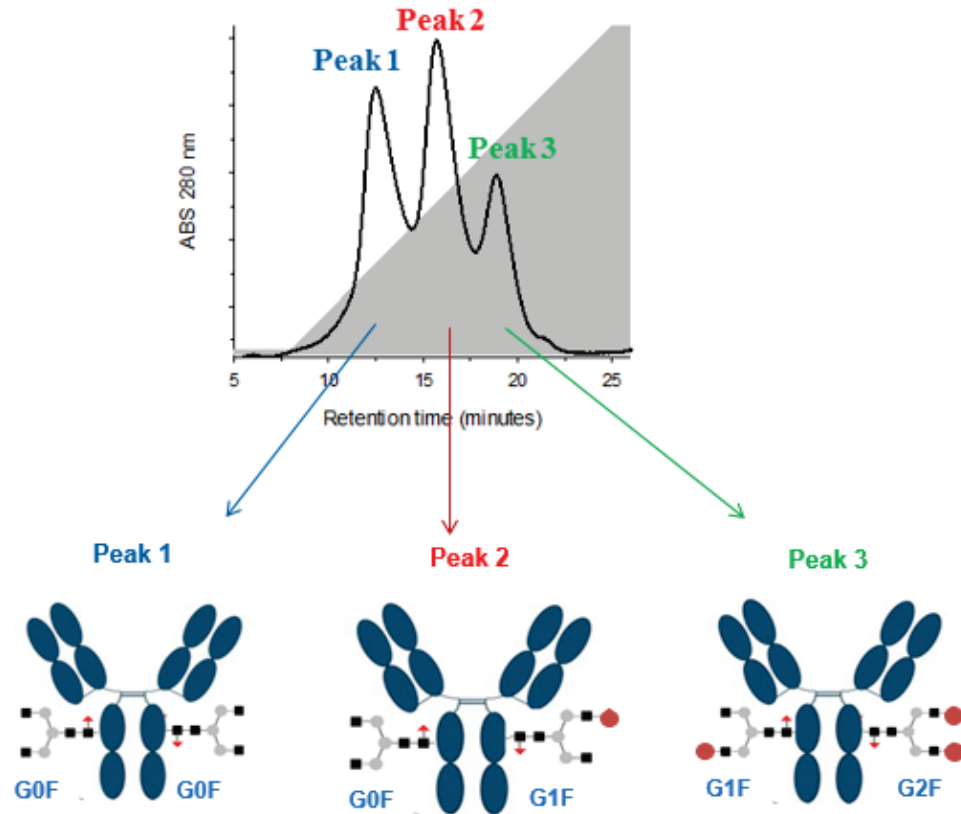 Peak 2
Peak 1
Peak 3
ABS 280 nm
5 10 15 20 25
Retention time (minutes)
Peak 1 Peak 2 Peak 3
G0F G0F G0F G1F G1F G2F